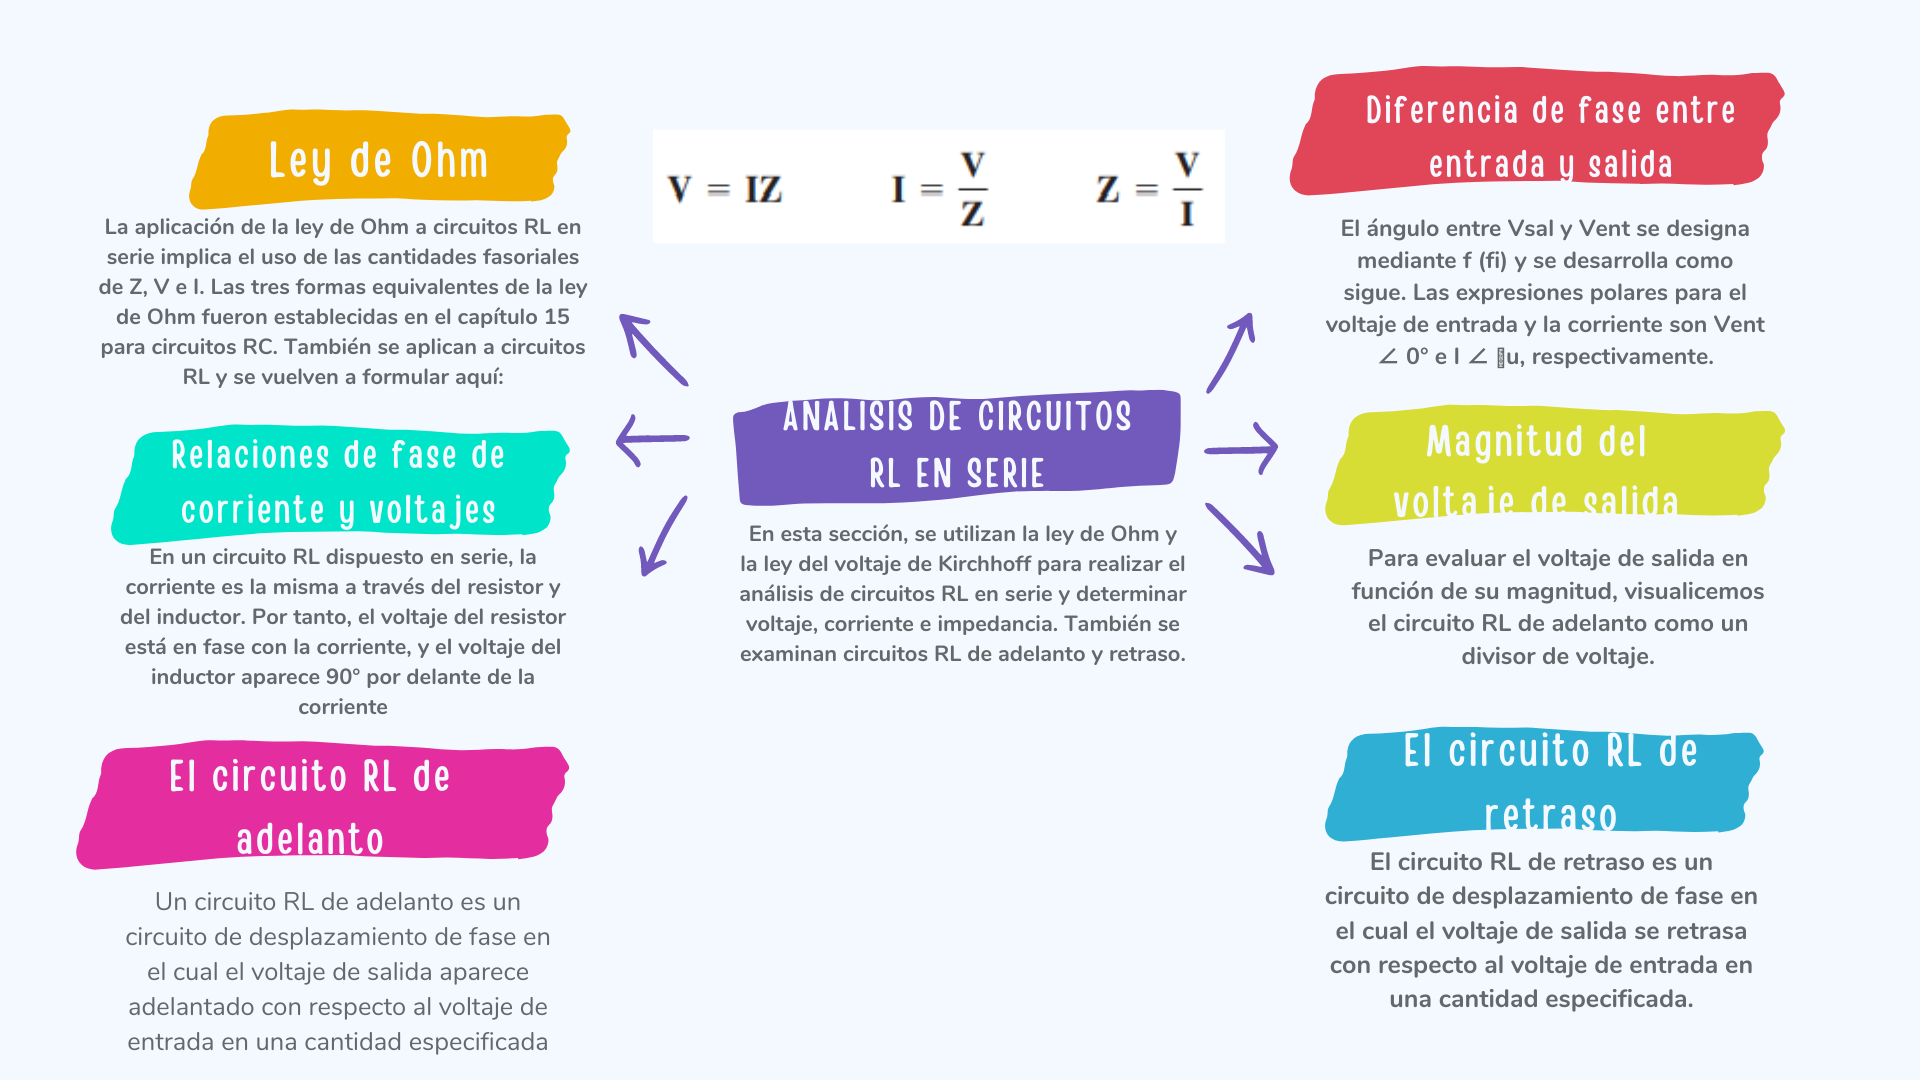 Ley de Ohm
La aplicación de la ley de Ohm a circuitos RL en
serie implica el uso de las cantidades fasoriales
de Z, V e I. Las tres formas equivalentes de la ley
de Ohm fueron establecidas en el capítulo 15
para circuitos RC. También se aplican a circuitos
RL y se vuelven a formular aquí:
Relaciones de fase de
corriente y voltajes
En un circuito RL dispuesto en serie, la
corriente es la misma a través del resistor y
del inductor. Por tanto, el voltaje del resistor
está en fase con la corriente, y el voltaje del
inductor aparece 90° por delante de la
corriente
El circuito RL de
adelanto
Un circuito RL de adelanto es un
circuito de desplazamiento de fase en
el cual el voltaje de salida aparece
adelantado con respecto al voltaje de
entrada en una cantidad especificada
V = IZ    I = V/Z    Z = V/I
ANALISIS DE CIRCUITOS
RL EN SERIE
En esta sección, se utilizan la ley de Ohm y
la ley del voltaje de Kirchhoff para realizar el
análisis de circuitos RL en serie y determinar
voltaje, corriente e impedancia. También se
examinan circuitos RL de adelanto y retraso.
Diferencia de fase entre
entrada y salida
El ángulo entre Vsal y Vent se designa
mediante f (fi) y se desarrolla como
sigue. Las expresiones polares para el
voltaje de entrada y la corriente son Vent
∠ 0° e I ∠ u, respectivamente.
Magnitud del
voltaje de salida
Para evaluar el voltaje de salida en
función de su magnitud, visualicemos
el circuito RL de adelanto como un
divisor de voltaje.
El circuito RL de
retraso
El circuito RL de retraso es un
circuito de desplazamiento de fase en
el cual el voltaje de salida se retrasa
con respecto al voltaje de entrada en
una cantidad especificada.